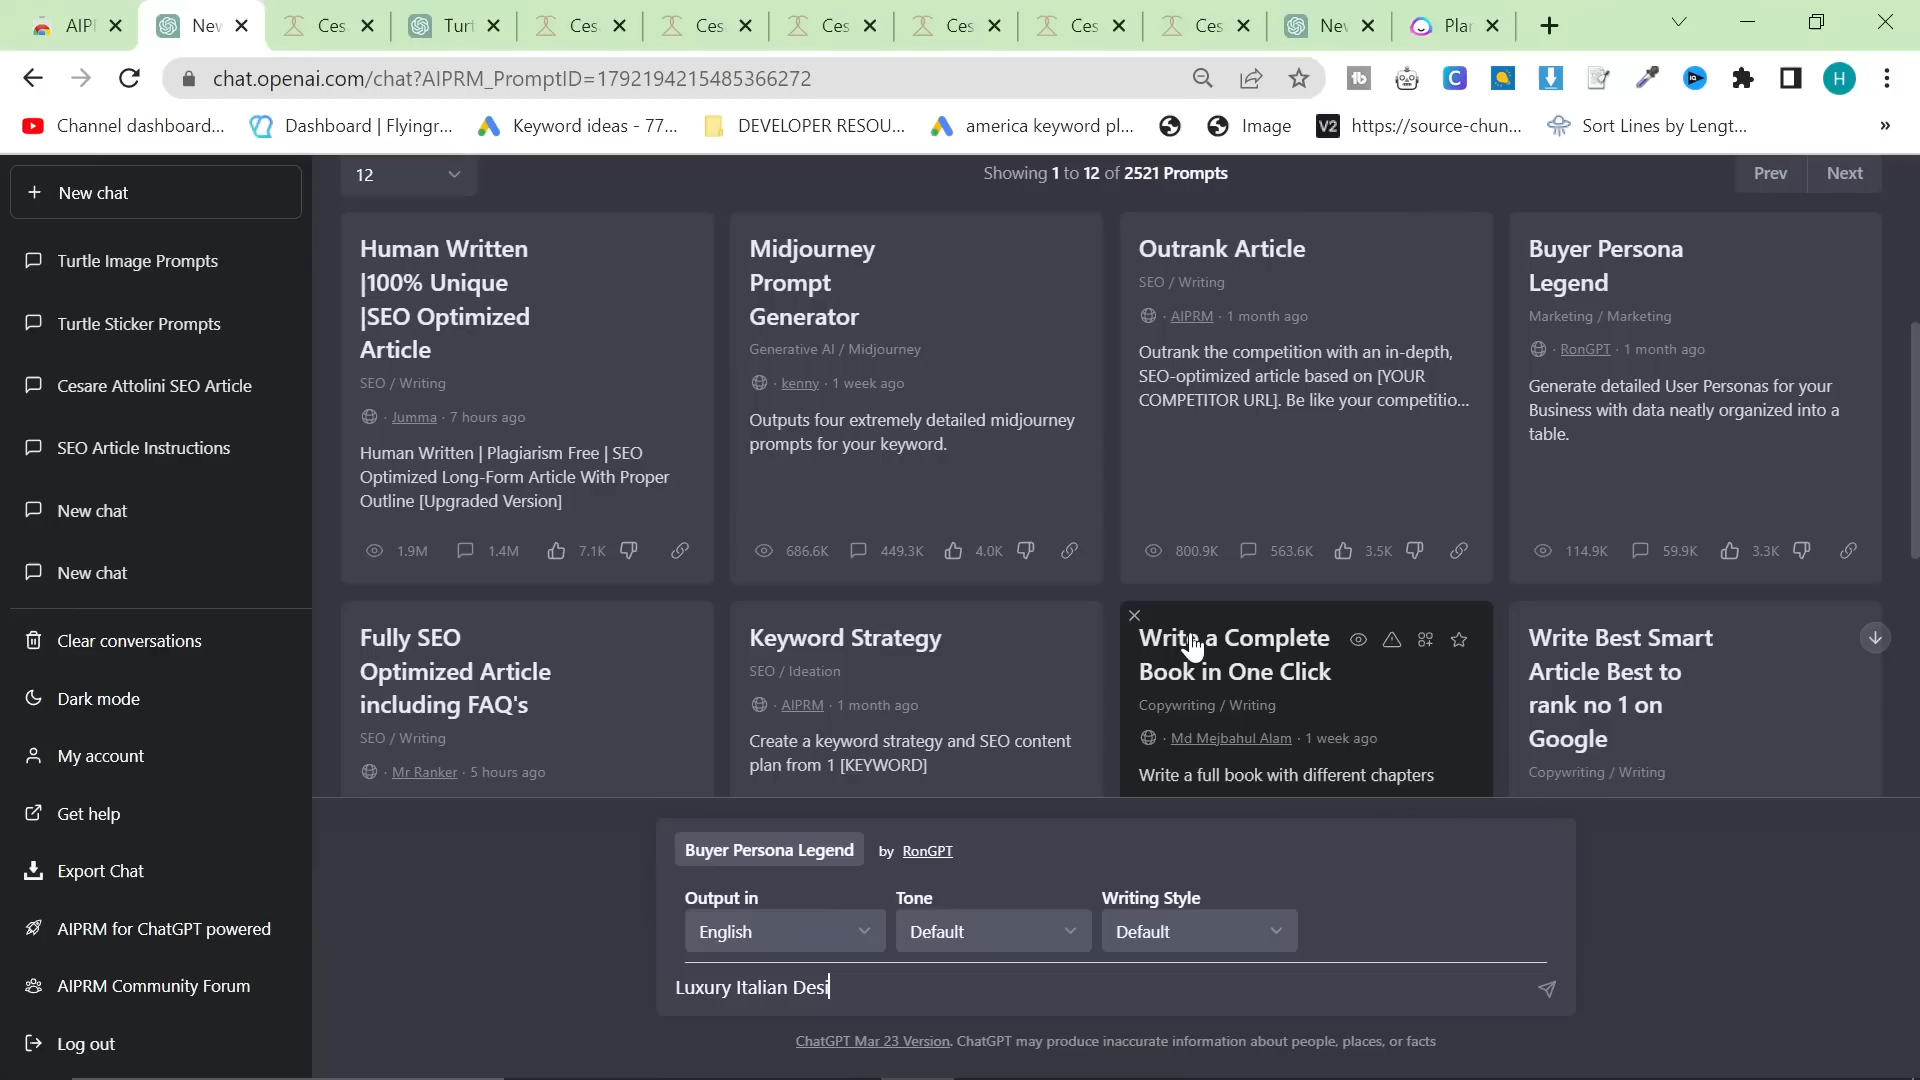 AIP
Nev
Ces
Turt
Ces
Ces
Ces
Ces
Ces
Ces
Nev
Plar
chat.openai.com/chat?AIPRM_PromptID=1792194215485366272
H
Channel dashboard...
Dashboard | Flyingr...
Keyword ideas - 77...
DEVELOPER RESOU...
america keyword pl...
Image
https://source-chun...
Sort Lines by Lengt...
»
+ New chat
Turtle Image Prompts
Turtle Sticker Prompts
Cesare Attolini SEO Article
SEO Article Instructions
New chat
New chat
Clear conversations
Dark mode
My account
Get help
Export Chat
AIPRM for ChatGPT powered
AIPRM Community Forum
Log out
12
Showing 1 to 12 of 2521 Prompts
Prev
Next
Human Written
|100% Unique
|SEO Optimized
Article
SEO / Writing
· Jumma · 7 hours ago
Human Written | Plagiarism Free | SEO
Optimized Long-Form Article With Proper
Outline [Upgraded Version]
1.9M
1.4M
7.1K
Midjourney
Prompt
Generator
Generative AI / Midjourney
· kenny · 1 week ago
Outputs four extremely detailed midjourney
prompts for your keyword.
686.6K
449.3K
4.0K
Outrank Article
SEO / Writing
· AIPRM · 1 month ago
Outrank the competition with an in-depth,
SEO-optimized article based on [YOUR
COMPETITOR URL]. Be like your competitio...
800.9K
563.6K
3.5K
Buyer Persona
Legend
Marketing / Marketing
· RonGPT · 1 month ago
Generate detailed User Personas for your
Business with data neatly organized into a
table.
114.9K
59.9K
3.3K
Fully SEO
Optimized Article
including FAQ's
SEO / Writing
· Mr Ranker · 5 hours ago
Keyword Strategy
SEO / Ideation
· AIPRM · 1 month ago
Create a keyword strategy and SEO content
plan from 1 [KEYWORD]
Write a Complete
Book in One Click
Copywriting / Writing
· Md Mejbahul Alam · 1 week ago
Write a full book with different chapters
Write Best Smart
Article Best to
rank no 1 on
Google
Copywriting / Writing
Buyer Persona Legend by RonGPT
Output in
Tone
Writing Style
English
Default
Default
Luxury Italian Desi
ChatGPT Mar 23 Version. ChatGPT may produce inaccurate information about people, places, or facts